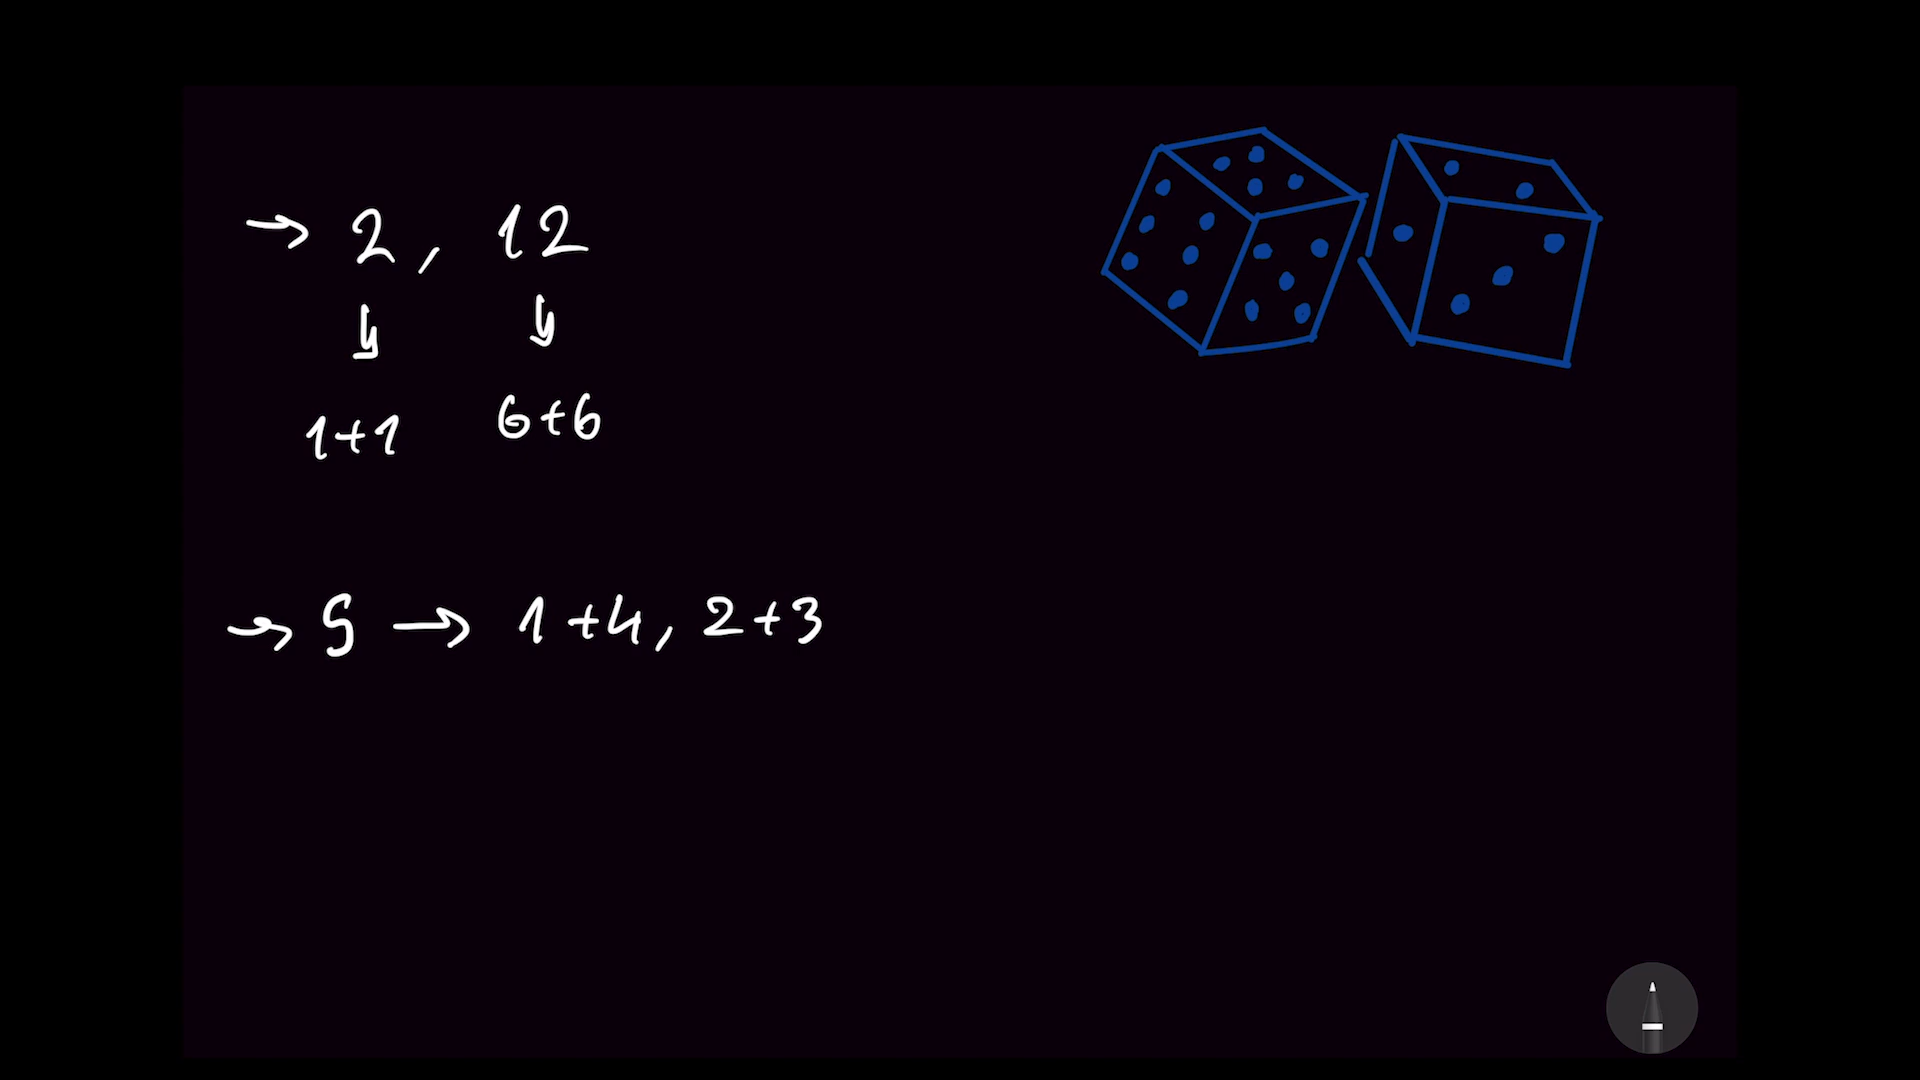 → 2, 12
↳ ↳
1+1 6+6
→ 5 → 1+4, 2+3